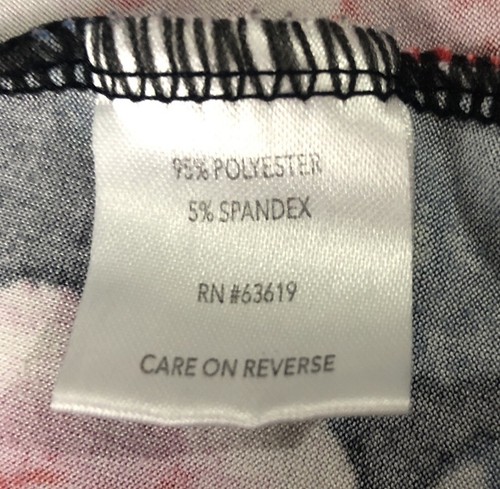 95% POLYESTER
5% SPANDEX
RN #63619
CARE ON REVERSE